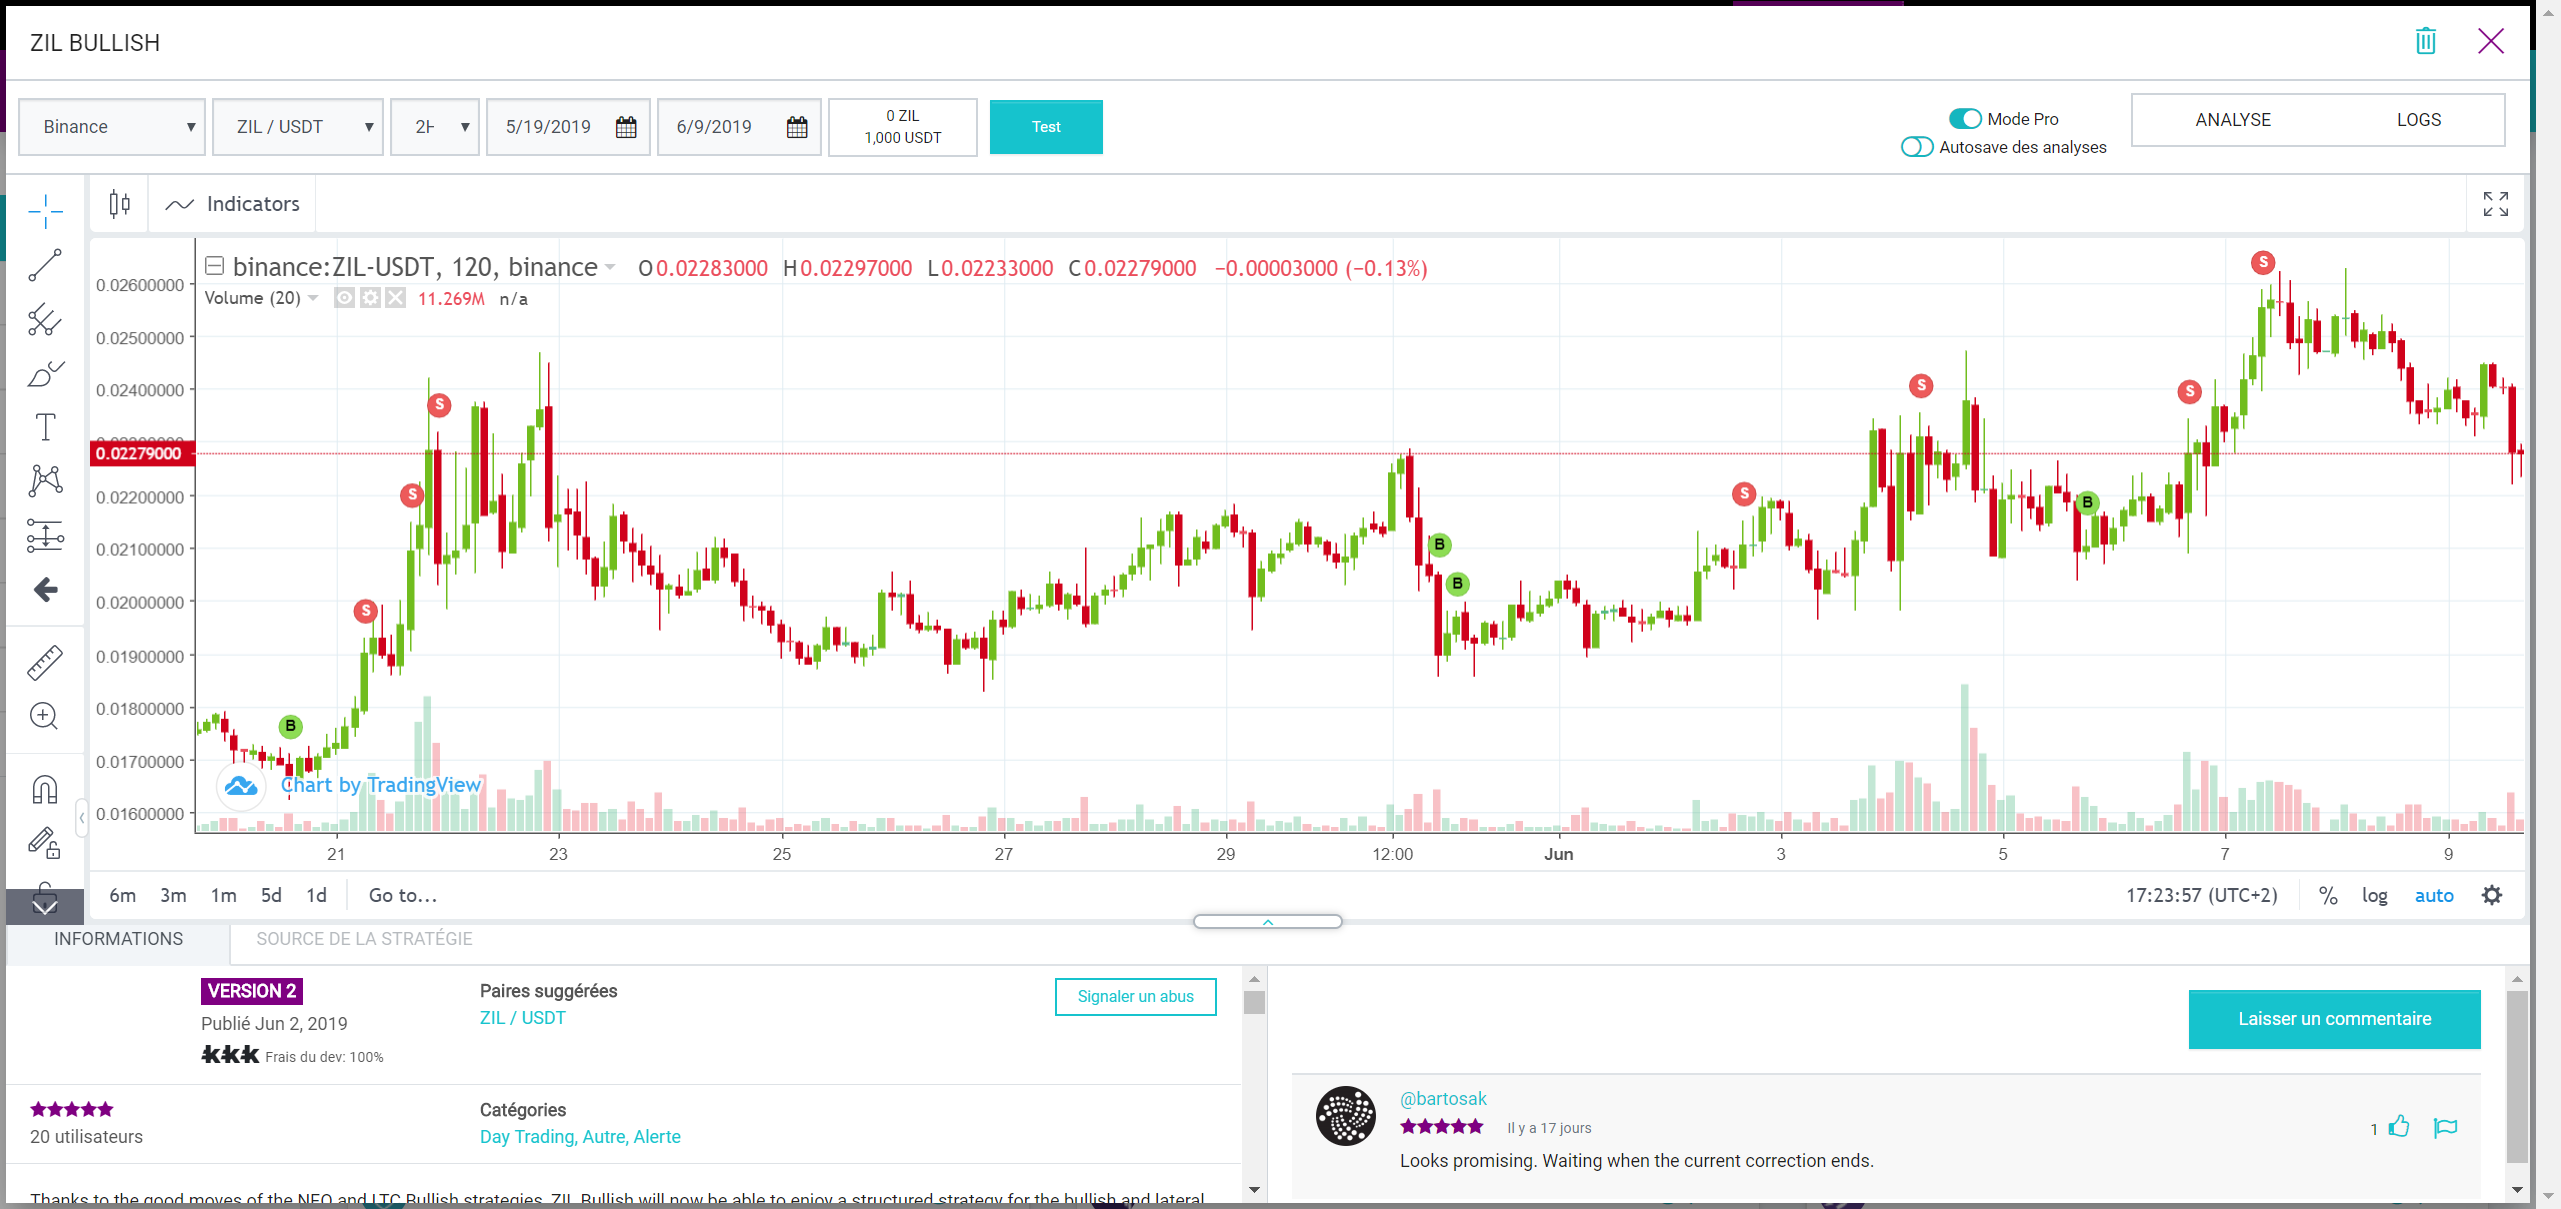 ZIL BULLISH
Binance
ZIL / USDT
2H
5/19/2019
6/9/2019
0 ZIL
1,000 USDT
Test
Mode Pro
Autosave des analyses
ANALYSE
LOGS
Indicators
binance:ZIL-USDT, 120, binance
O0.02283000 H0.02297000 L0.02233000 C0.02279000 −0.00003000 (−0.13%)
Volume (20)
11.269M n/a
0.02600000
0.02500000
0.02400000
0.02279000
0.02200000
0.02100000
0.02000000
0.01900000
0.01800000
0.01700000
0.01600000
B
S
S
S
B
B
S
S
B
S
S
Chart by TradingView
21
23
25
27
29
12:00
Jun
3
5
7
9
6m 3m 1m 5d 1d Go to...
17:23:57 (UTC+2)
%
log
auto
INFORMATIONS
SOURCE DE LA STRATÉGIE
VERSION 2
Publié Jun 2, 2019
Frais du dev: 100%
Paires suggérées
ZIL / USDT
Signaler un abus
20 utilisateurs
Catégories
Day Trading, Autre, Alerte
Thanks to the good moves of the NEO and LTC Bullish strategies, ZIL Bullish will now be able to enjoy a structured strategy for the bullish and lateral
Laisser un commentaire
@bartosak
Il y a 17 jours
1
Looks promising. Waiting when the current correction ends.